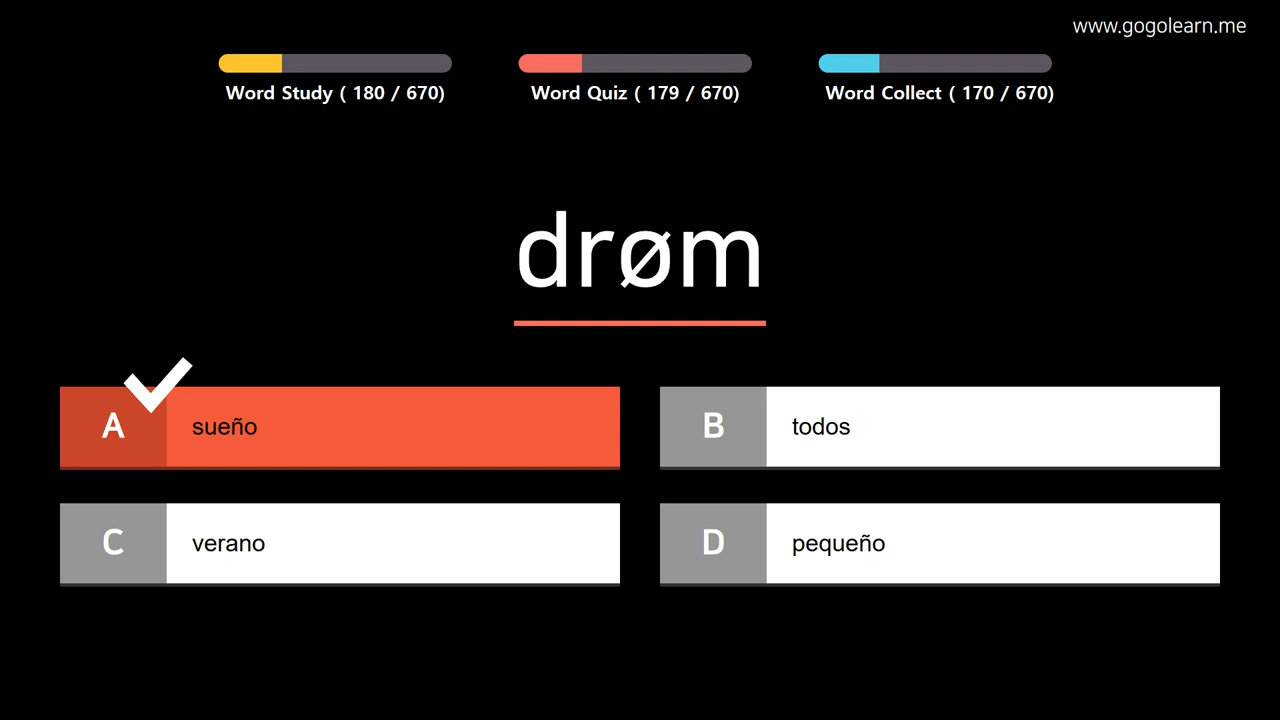 www.gogolearn.me
Word Study ( 180 / 670)
Word Quiz ( 179 / 670)
Word Collect ( 170 / 670)
drøm
A sueño
B todos
C verano
D pequeño